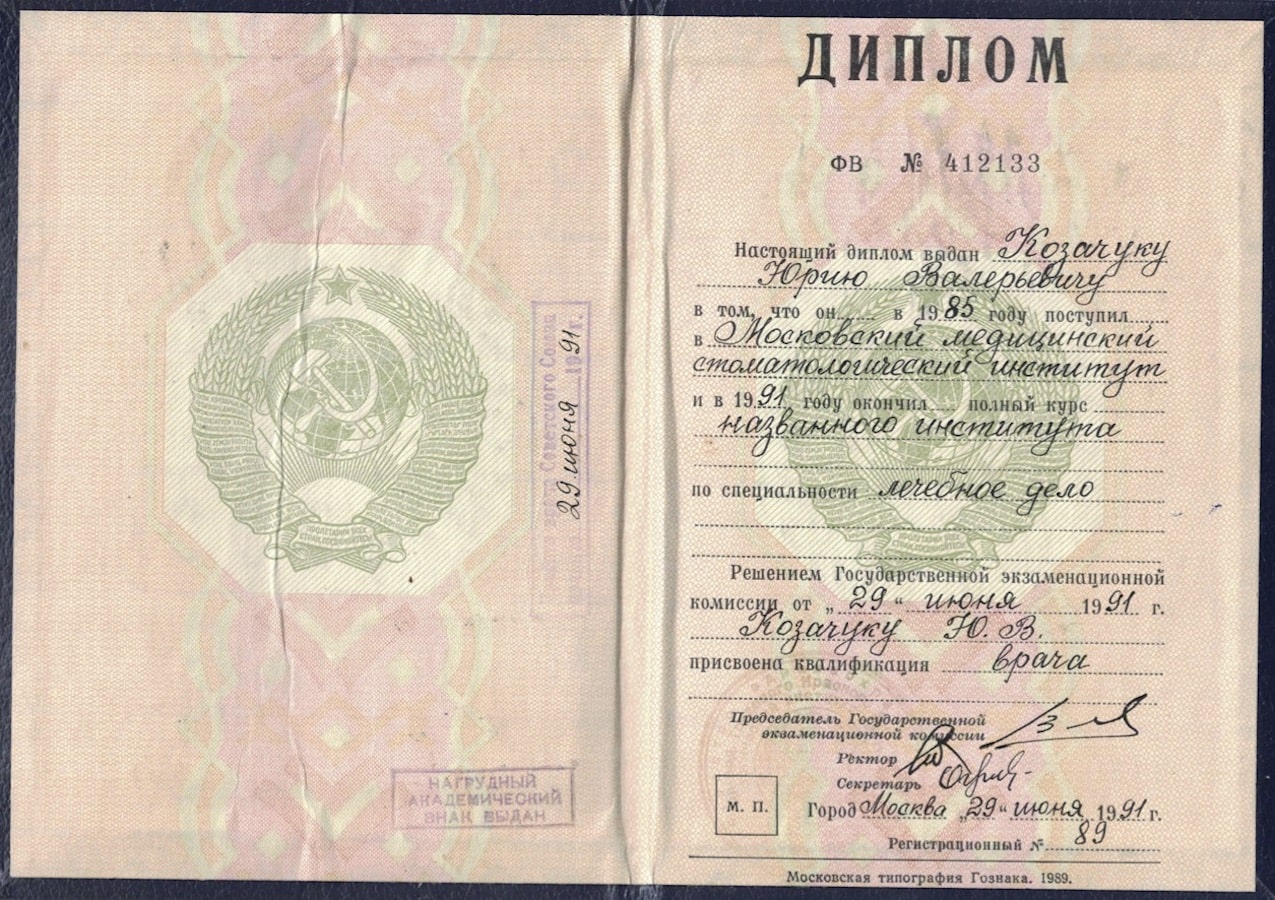 Советского Союза
29 июня 1991 г.
НАГРУДНЫЙ
АКАДЕМИЧЕСКИЙ
ЗНАК ВЫДАН
ДИПЛОМ
ФВ № 412133
Настоящий диплом выдан Козачуку
Юрию Валерьевичу
в том, что он в 1985 году поступил
в Московский медицинский
стоматологический институт
и в 1991 году окончил полный курс
названного института
по специальности лечебное дело
Решением Государственной экзаменационной
комиссии от „29“ июня 1991 г.
Козачуку Ю. В.
присвоена квалификация врача
Председатель Государственной
экзаменационной комиссии
Ректор
Секретарь
М. П.
Город Москва „29“ июня 1991 г.
Регистрационный № 89
Московская типография Гознака. 1989.